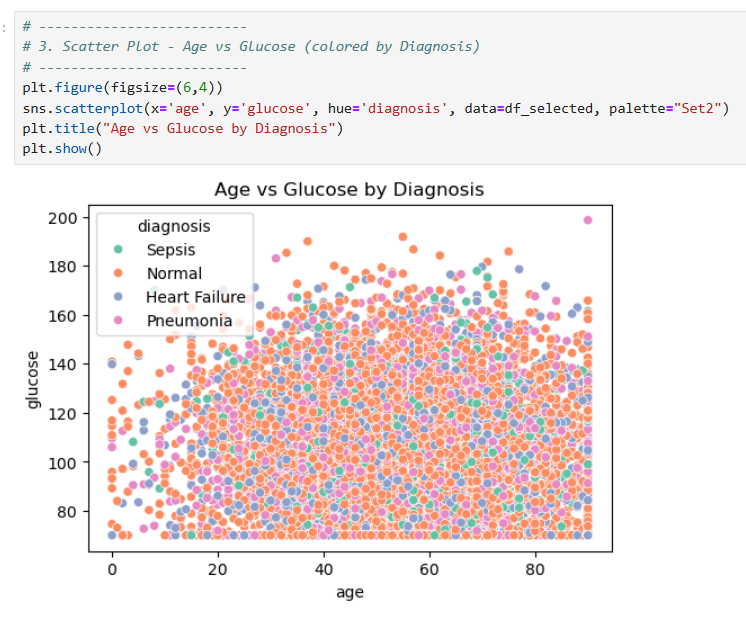 :
# --------------------------
# 3. Scatter Plot - Age vs Glucose (colored by Diagnosis)
# --------------------------
plt.figure(figsize=(6,4))
sns.scatterplot(x='age', y='glucose', hue='diagnosis', data=df_selected, palette="Set2")
plt.title("Age vs Glucose by Diagnosis")
plt.show()
Age vs Glucose by Diagnosis
diagnosis
Sepsis
Normal
Heart Failure
Pneumonia
200
180
160
140
120
100
80
glucose
0 20 40 60 80
age